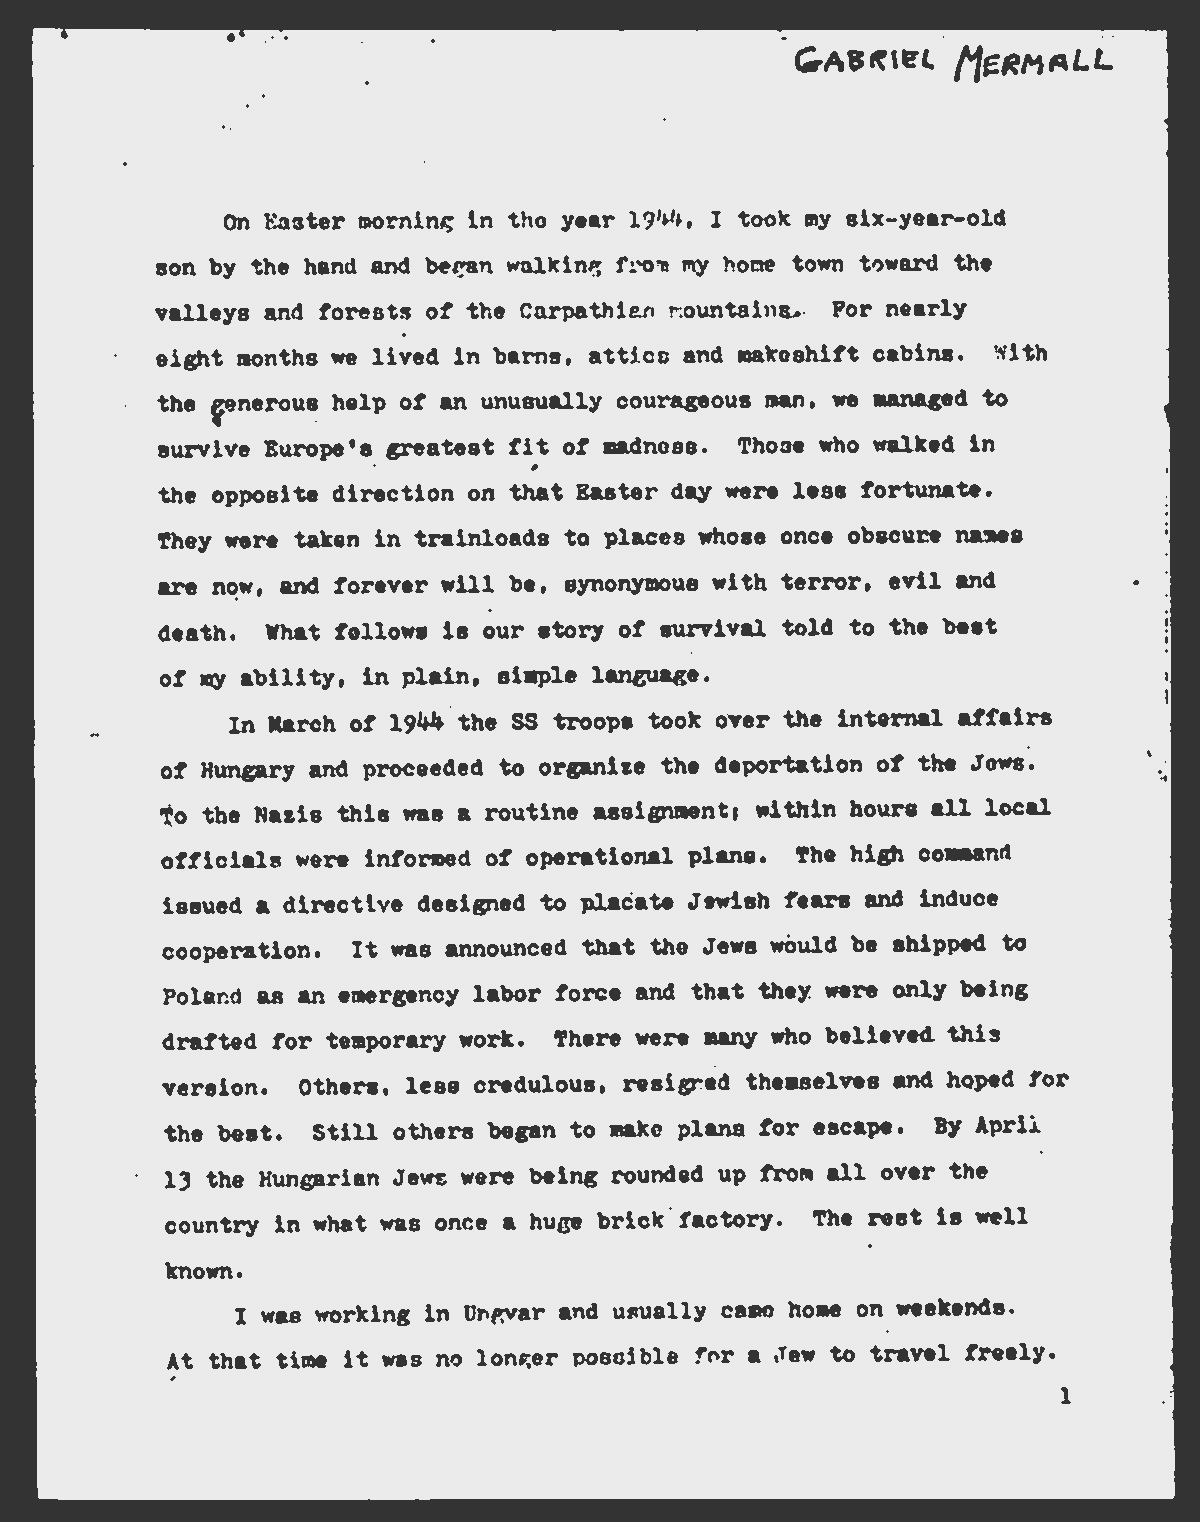 GABRIEL MERMALL
On Easter morning in the year 1944, I took my six-year-old
son by the hand and began walking from my home town toward the
valleys and forests of the Carpathian mountains. For nearly
eight months we lived in barns, attics and makeshift cabins. With
the generous help of an unusually courageous man, we managed to
survive Europe's greatest fit of madness. Those who walked in
the opposite direction on that Easter day were less fortunate.
They were taken in trainloads to places whose once obscure names
are now, and forever will be, synonymous with terror, evil and
death. What follows is our story of survival told to the best
of my ability, in plain, simple language.
In March of 1944 the SS troops took over the internal affairs
of Hungary and proceeded to organize the deportation of the Jews.
To the Nazis this was a routine assignment; within hours all local
officials were informed of operational plans. The high command
issued a directive designed to placate Jewish fears and induce
cooperation. It was announced that the Jews would be shipped to
Poland as an emergency labor force and that they were only being
drafted for temporary work. There were many who believed this
version. Others, less credulous, resigned themselves and hoped for
the best. Still others began to make plans for escape. By April
13 the Hungarian Jews were being rounded up from all over the
country in what was once a huge brick factory. The rest is well
known.
I was working in Ungvar and usually came home on weekends.
At that time it was no longer possible for a Jew to travel freely.
1